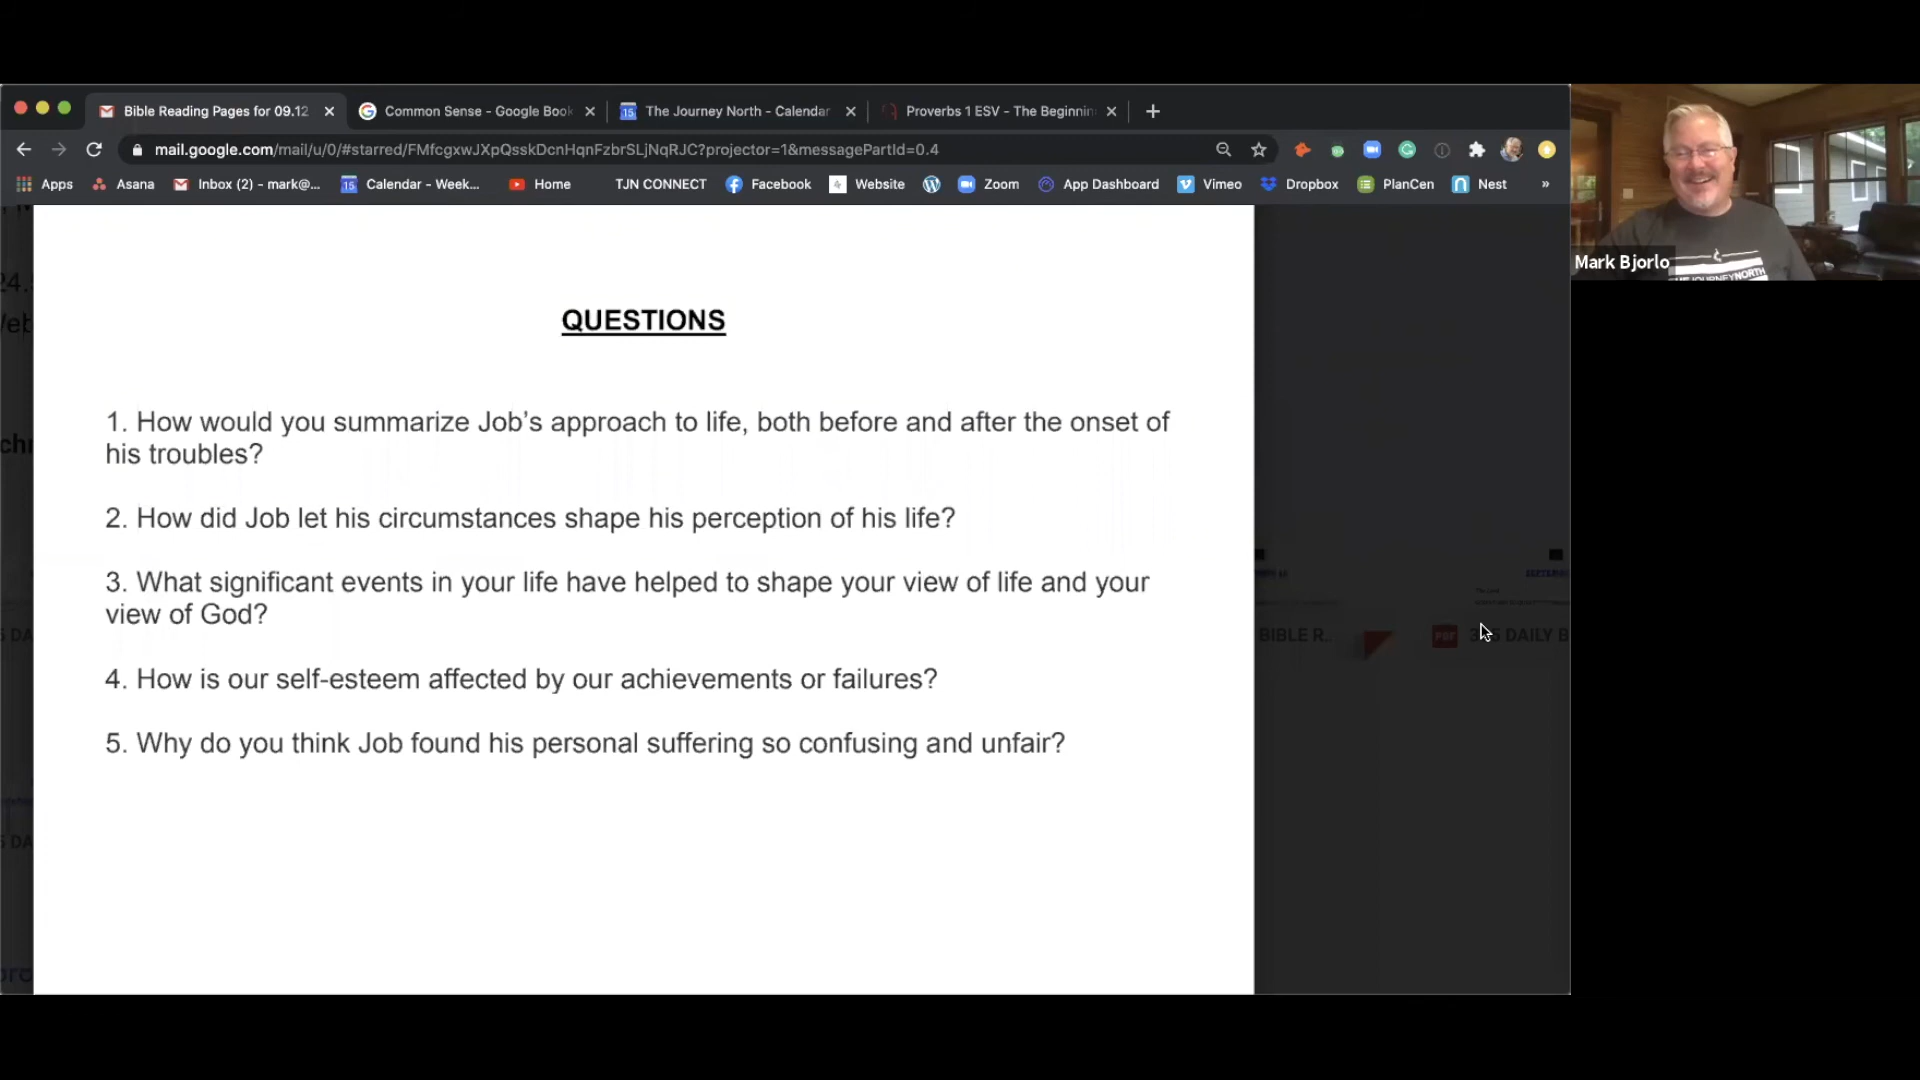 Bible Reading Pages for 09.12
Common Sense - Google Book
The Journey North - Calendar
Proverbs 1 ESV - The Beginnin
mail.google.com/mail/u/0/#starred/FMfcgxwJXpQsskDcnHqnFzbrSLjNqRJC?projector=1&messagePartId=0.4
Apps Asana Inbox (2) - mark@... 15 Calendar - Week... Home TJN CONNECT Facebook Website Zoom App Dashboard Vimeo Dropbox PlanCen Nest »
Mark Bjorlo
QUESTIONS
1. How would you summarize Job’s approach to life, both before and after the onset of
his troubles?
2. How did Job let his circumstances shape his perception of his life?
3. What significant events in your life have helped to shape your view of life and your
view of God?
4. How is our self-esteem affected by our achievements or failures?
5. Why do you think Job found his personal suffering so confusing and unfair?
BIBLE R..
PDF
DAILY B